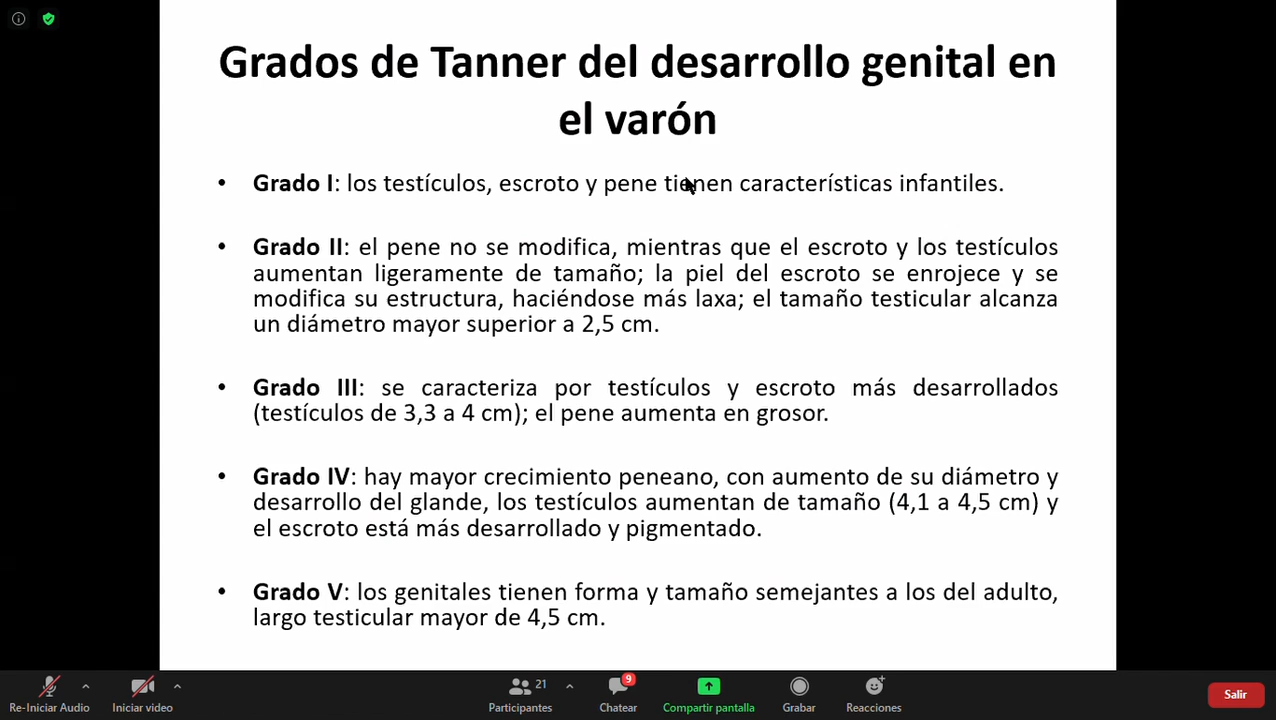 Grados de Tanner del desarrollo genital en
el varón
• Grado I: los testículos, escroto y pene tienen características infantiles.
• Grado II: el pene no se modifica, mientras que el escroto y los testículos
aumentan ligeramente de tamaño; la piel del escroto se enrojece y se
modifica su estructura, haciéndose más laxa; el tamaño testicular alcanza
un diámetro mayor superior a 2,5 cm.
• Grado III: se caracteriza por testículos y escroto más desarrollados
(testículos de 3,3 a 4 cm); el pene aumenta en grosor.
• Grado IV: hay mayor crecimiento peneano, con aumento de su diámetro y
desarrollo del glande, los testículos aumentan de tamaño (4,1 a 4,5 cm) y
el escroto está más desarrollado y pigmentado.
• Grado V: los genitales tienen forma y tamaño semejantes a los del adulto,
largo testicular mayor de 4,5 cm.
21
9
Re-Iniciar Audio
Iniciar video
Participantes
Chatear
Compartir pantalla
Grabar
Reacciones
Salir